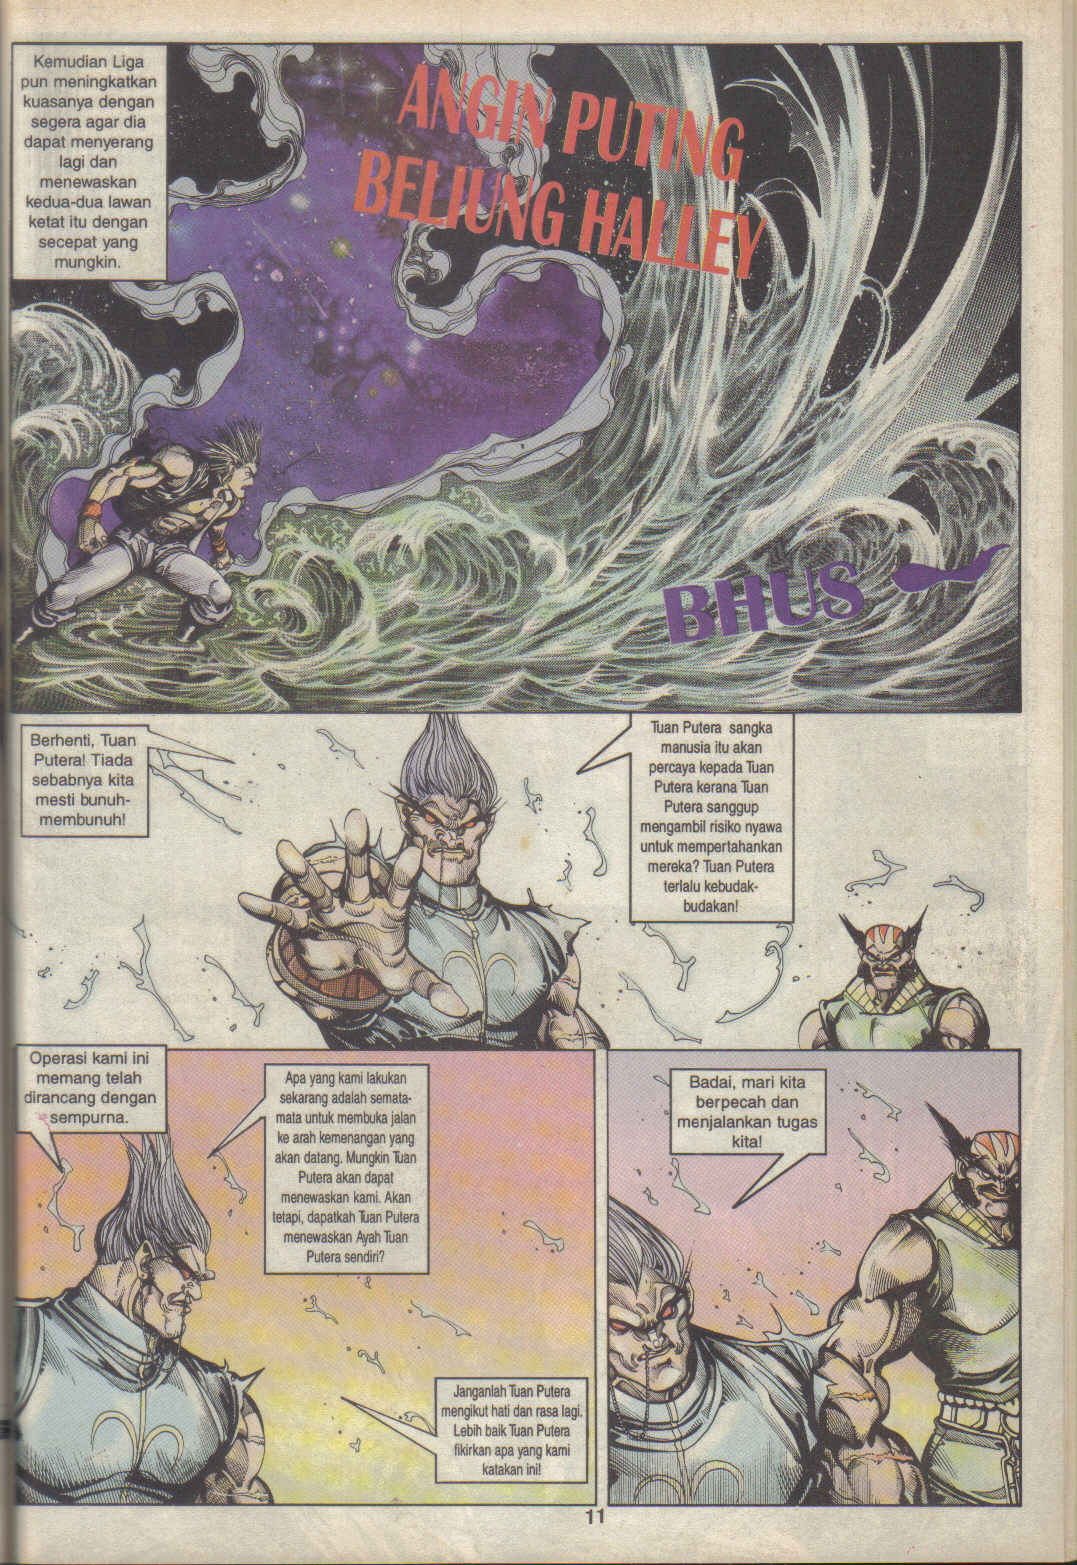 Kemudian Liga
pun meningkatkan
kuasanya dengan
segera agar dia
dapat menyerang
lagi dan
menewaskan
kedua-dua lawan
ketat itu dengan
secepat yang
mungkin.
ANGIN PUTING
BELIUNG HALLEY
BHUS
Berhenti, Tuan
Putera! Tiada
sebabnya kita
mesti bunuh-
membunuh!
Tuan Putera sangka
manusia itu akan
percaya kepada Tuan
Putera kerana Tuan
Putera sanggup
mengambil risiko nyawa
untuk mempertahankan
mereka? Tuan Putera
terlalu kebudak-
budakan!
Operasi kami ini
memang telah
dirancang dengan
sempurna.
Apa yang kami lakukan
sekarang adalah semata-
mata untuk membuka jalan
ke arah kemenangan yang
akan datang. Mungkin Tuan
Putera akan dapat
menewaskan kami. Akan
tetapi, dapatkah Tuan Putera
menewaskan Ayah Tuan
Putera sendiri?
Janganlah Tuan Putera
mengikut hati dan rasa lagi.
Lebih baik Tuan Putera
fikirkan apa yang kami
katakan ini!
Badai, mari kita
berpecah dan
menjalankan tugas
kita!
11